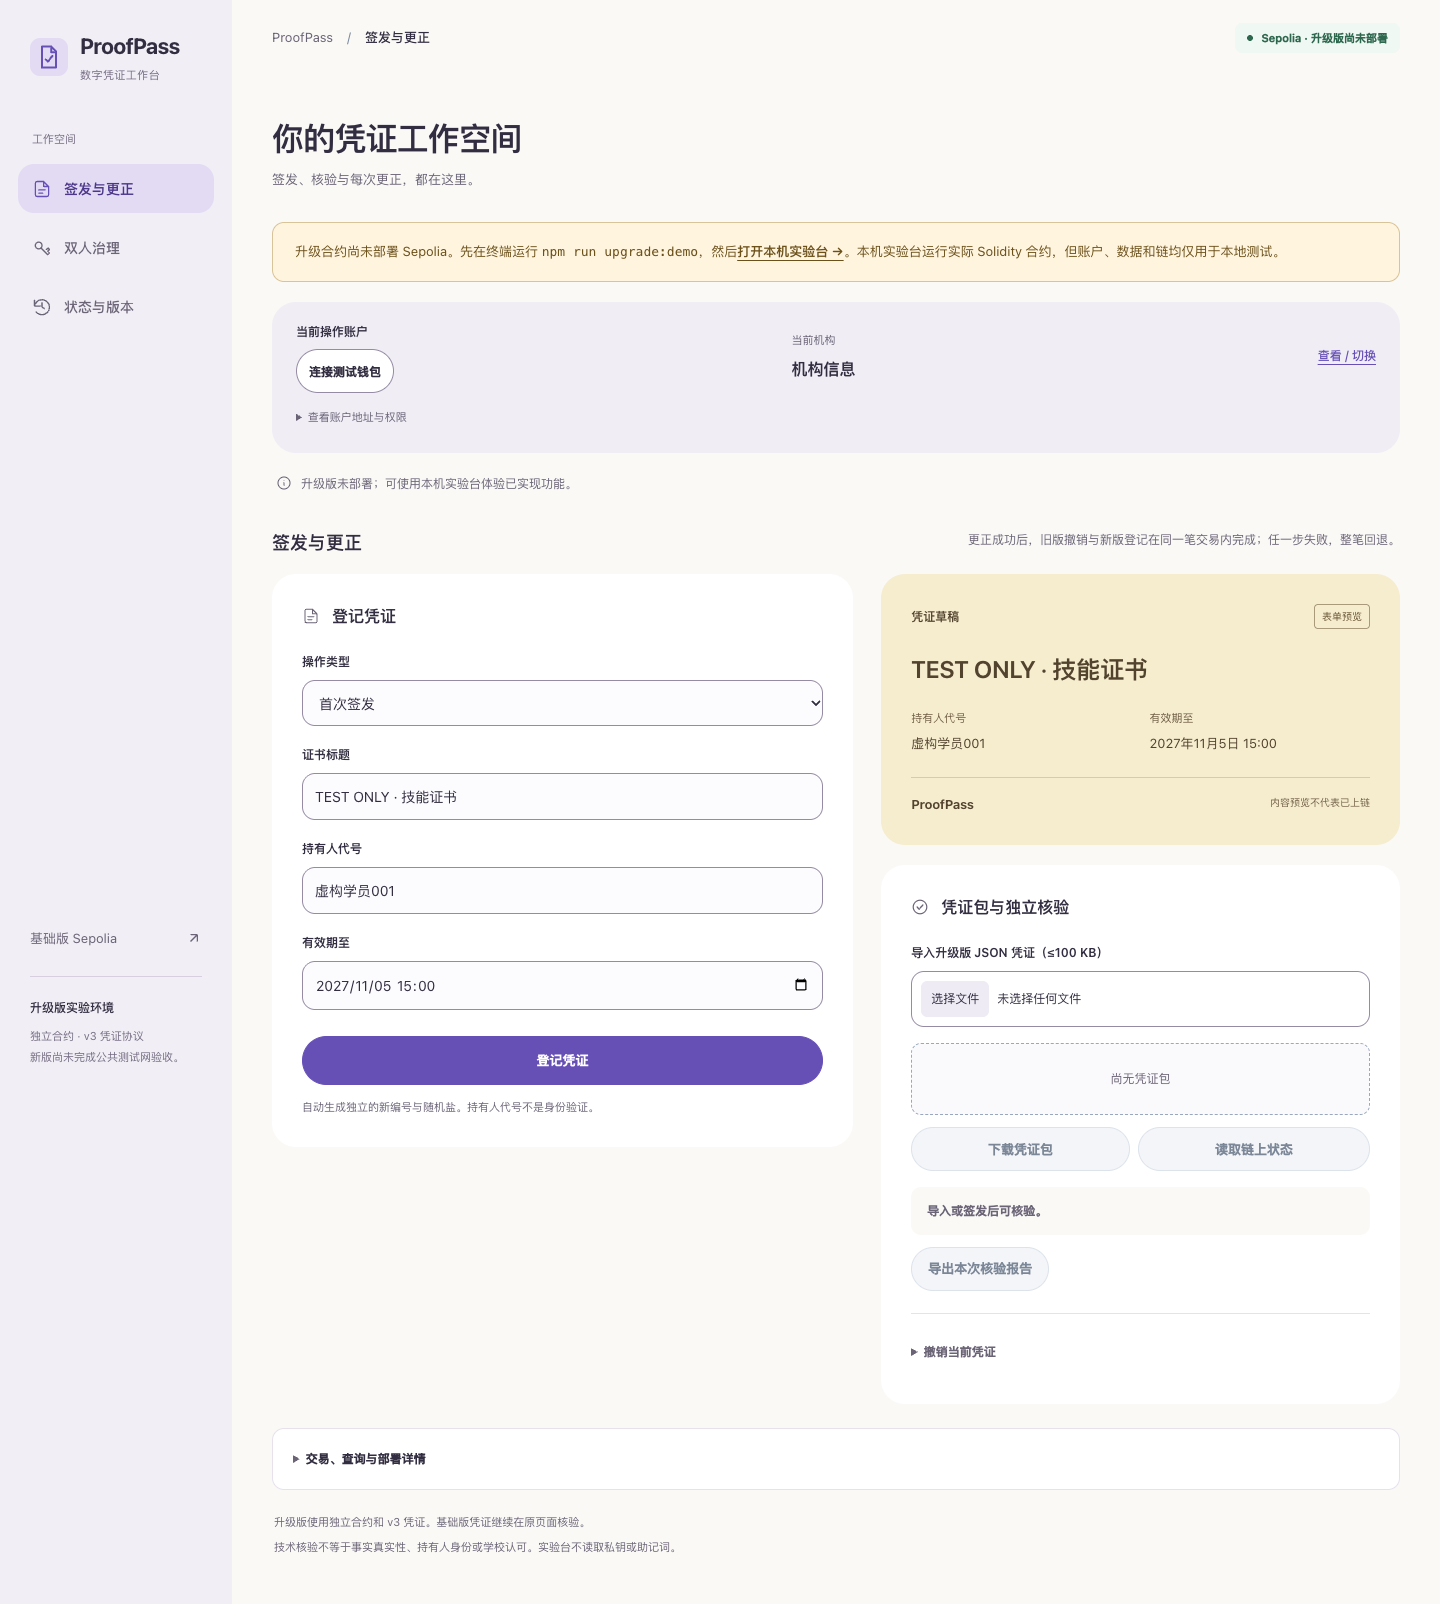 ProofPass
数字凭证工作台
工作空间
签发与更正
双人治理
状态与版本
基础版 Sepolia
升级版实验环境
独立合约 · v3 凭证协议
新版尚未完成公共测试网验收。
ProofPass / 签发与更正
Sepolia · 升级版尚未部署
你的凭证工作空间
签发、核验与每次更正，都在这里。
升级合约尚未部署 Sepolia。先在终端运行 npm run upgrade:demo，然后打开本机实验台 →。本机实验台运行实际 Solidity 合约，但账户、数据和链均仅用于本地测试。
当前操作账户
连接测试钱包
查看账户地址与权限
当前机构
机构信息
查看 / 切换
升级版未部署；可使用本机实验台体验已实现功能。
签发与更正
更正成功后，旧版撤销与新版登记在同一笔交易内完成；任一步失败，整笔回退。
登记凭证
操作类型
首次签发
证书标题
TEST ONLY · 技能证书
持有人代号
虚构学员001
有效期至
2027/11/05 15:00
登记凭证
自动生成独立的新编号与随机盐。持有人代号不是身份验证。
凭证草稿
表单预览
TEST ONLY · 技能证书
持有人代号
虚构学员001
有效期至
2027年11月5日 15:00
ProofPass
内容预览不代表已上链
凭证包与独立核验
导入升级版 JSON 凭证（≤100 KB）
选择文件 未选择任何文件
尚无凭证包
下载凭证包
读取链上状态
导入或签发后可核验。
导出本次核验报告
撤销当前凭证
交易、查询与部署详情
升级版使用独立合约和 v3 凭证。基础版凭证继续在原页面核验。
技术核验不等于事实真实性、持有人身份或学校认可。实验台不读取私钥或助记词。